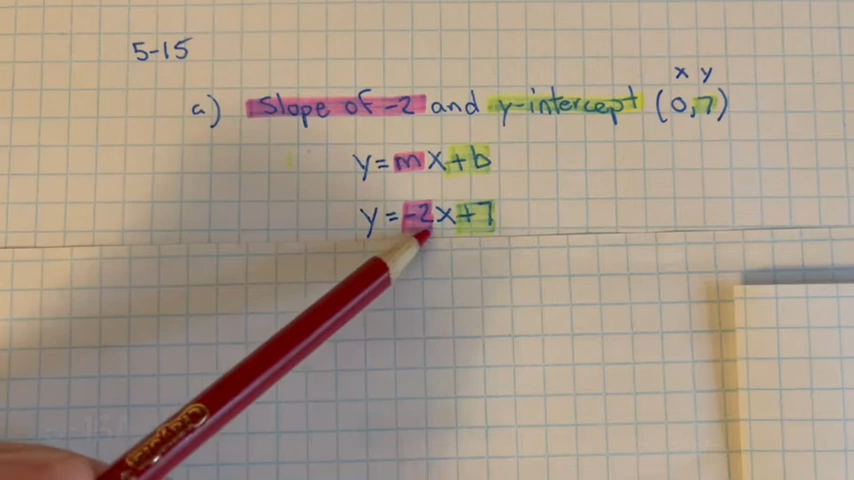 5-15
x y
a) Slope of -2 and y-intercept (0,7)
y=mx+b
y=-2x+7